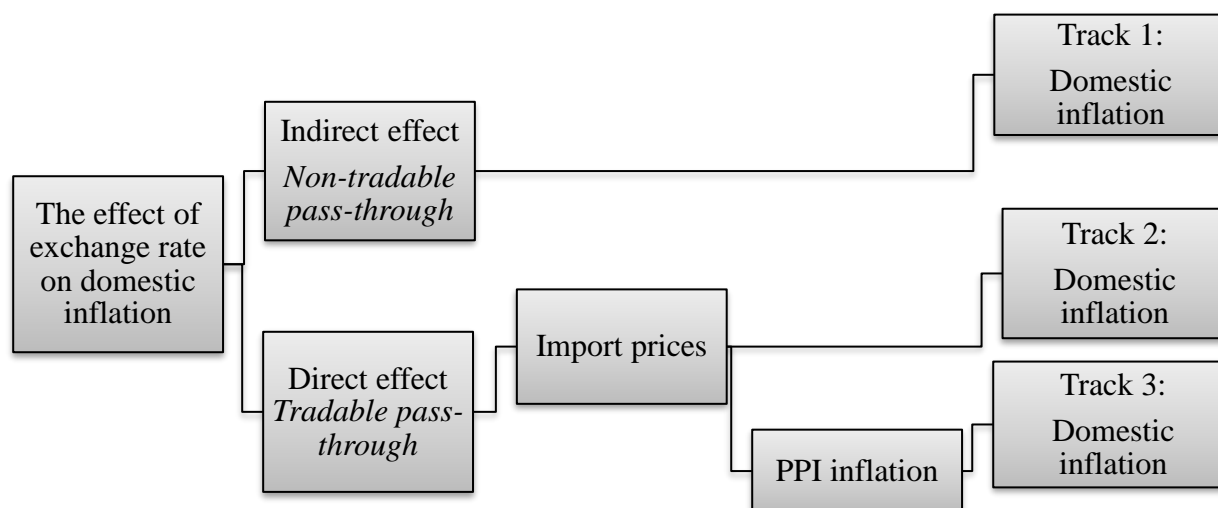 The effect of
exchange rate
on domestic
inflation
Indirect effect
Non-tradable
pass-through
Direct effect
Tradable pass-
through
Import prices
PPI inflation
Track 1:
Domestic
inflation
Track 2:
Domestic
inflation
Track 3:
Domestic
inflation